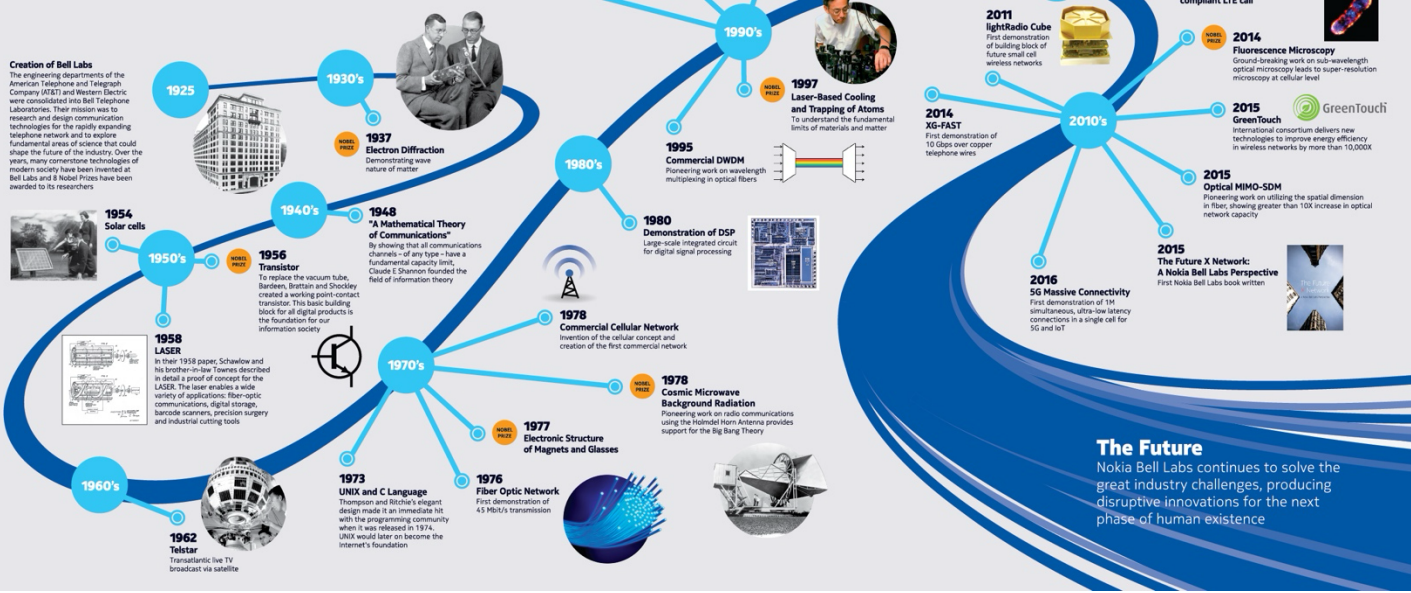 Creation of Bell Labs
The engineering departments of the
American Telephone and Telegraph
Company (AT&T) and Western Electric
were consolidated into Bell Telephone
Laboratories. Their mission was to
research and design communication
technologies for the rapidly expanding
telephone network and to explore
fundamental areas of science that could
shape the future of the industry. Over the
years, many cornerstone technologies of
modern society have been invented at
Bell Labs and 8 Nobel Prizes have been
awarded to its researchers
1925
1930's
NOBEL
PRIZE
1937
Electron Diffraction
Demonstrating wave
nature of matter
1940's
1948
"A Mathematical Theory
of Communications"
By showing that all communications
channels – of any type – have a
fundamental capacity limit,
Claude E Shannon founded the
field of information theory
1954
Solar cells
1950's
NOBEL
PRIZE
1956
Transistor
To replace the vacuum tube,
Bardeen, Brattain and Shockley
created a working point-contact
transistor. This basic building
block for all digital products is
the foundation for our
information society
1958
LASER
In their 1958 paper, Schawlow and
his brother-in-law Townes described
in detail a proof of concept for the
LASER. The laser enables a wide
variety of applications: fiber-optic
communications, digital storage,
barcode scanners, precision surgery
and industrial cutting tools
1960's
1962
Telstar
Transatlantic live TV
broadcast via satellite
1970's
1973
UNIX and C Language
Thompson and Ritchie's elegant
design made it an immediate hit
with the programming community
when it was released in 1974.
UNIX would later on become the
Internet's foundation
1976
Fiber Optic Network
First demonstration of
45 Mbit/s transmission
NOBEL
PRIZE
1977
Electronic Structure
of Magnets and Glasses
NOBEL
PRIZE
1978
Cosmic Microwave
Background Radiation
Pioneering work on radio communications
using the Holmdel Horn Antenna provides
support for the Big Bang Theory
1978
Commercial Cellular Network
Invention of the cellular concept and
creation of the first commercial network
1980's
1980
Demonstration of DSP
Large-scale integrated circuit
for digital signal processing
1990's
1995
Commercial DWDM
Pioneering work on wavelength
multiplexing in optical fibers
NOBEL
PRIZE
1997
Laser-Based Cooling
and Trapping of Atoms
To understand the fundamental
limits of materials and matter
2010's
2011
lightRadio Cube
First demonstration
of building block of
future small cell
wireless networks
2014
XG-FAST
First demonstration of
10 Gbps over copper
telephone wires
compliant LTE call
NOBEL
PRIZE
2014
Fluorescence Microscopy
Ground-breaking work on sub-wavelength
optical microscopy leads to super-resolution
microscopy at cellular level
2015
GreenTouch
International consortium delivers new
technologies to improve energy efficiency
in wireless networks by more than 10,000X
GreenTouch
2015
Optical MIMO-SDM
Pioneering work on utilizing the spatial dimension
in fiber, showing greater than 10X increase in optical
network capacity
2015
The Future X Network:
A Nokia Bell Labs Perspective
First Nokia Bell Labs book written
2016
5G Massive Connectivity
First demonstration of 1M
simultaneous, ultra-low latency
connections in a single cell for
5G and IoT
The Future
Nokia Bell Labs continues to solve the
great industry challenges, producing
disruptive innovations for the next
phase of human existence